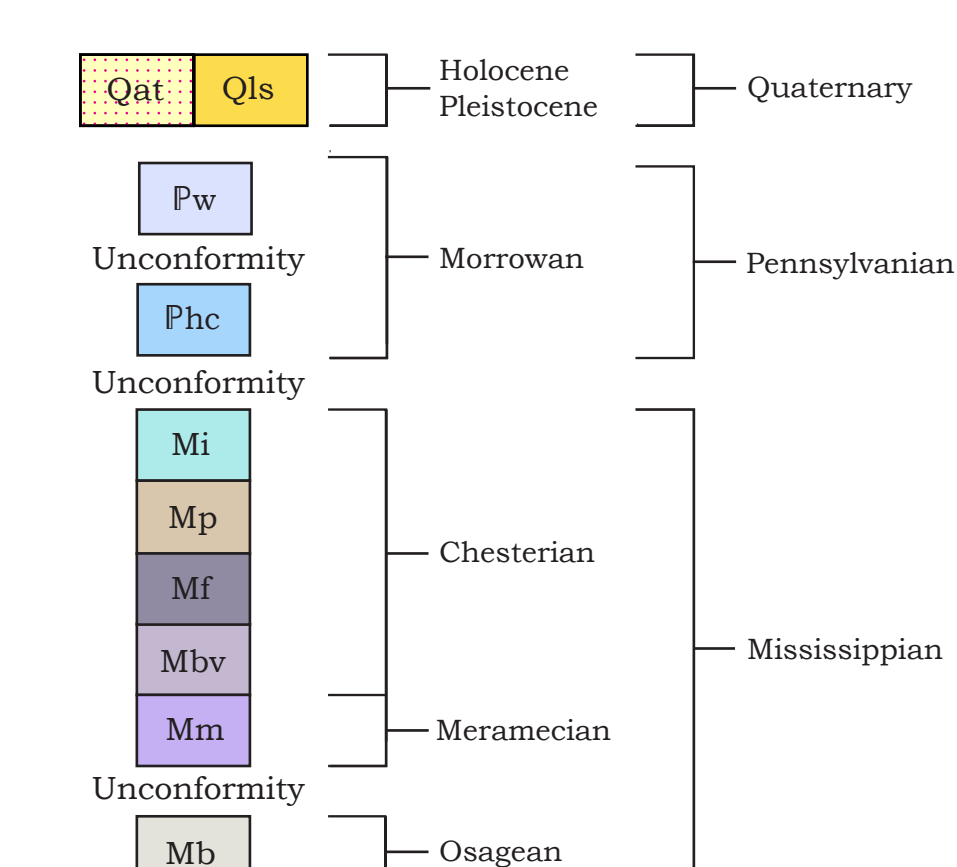 Qat Qls Holocene Quaternary
Pleistocene
ℙw
Unconformity Morrowan Pennsylvanian
ℙhc
Unconformity
Mi
Mp
Chesterian
Mf
Mbv Mississippian
Mm Meramecian
Unconformity
Mb Osagean